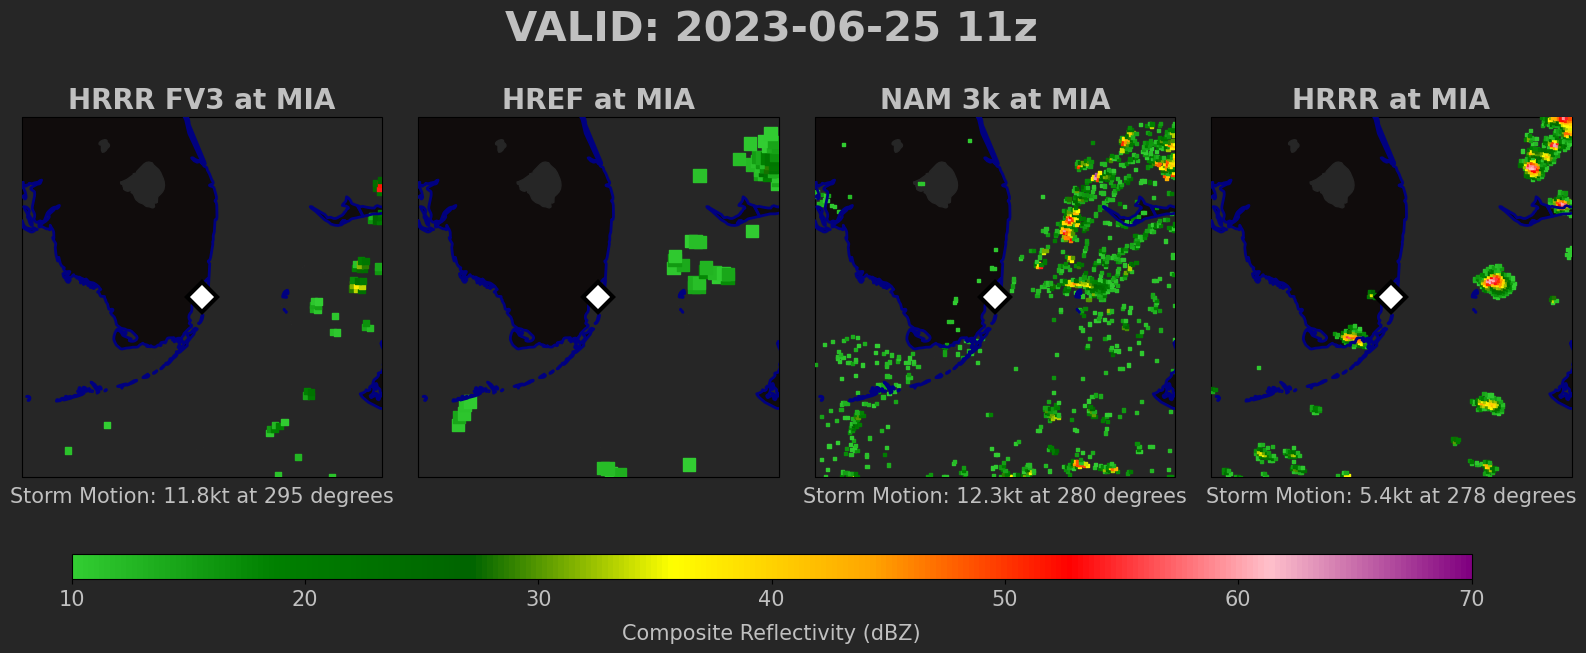 VALID: 2023-06-25 11z
HRRR FV3 at MIA
HREF at MIA
NAM 3k at MIA
HRRR at MIA
Storm Motion: 11.8kt at 295 degrees
Storm Motion: 12.3kt at 280 degrees
Storm Motion: 5.4kt at 278 degrees
10 20 30 40 50 60 70
Composite Reflectivity (dBZ)